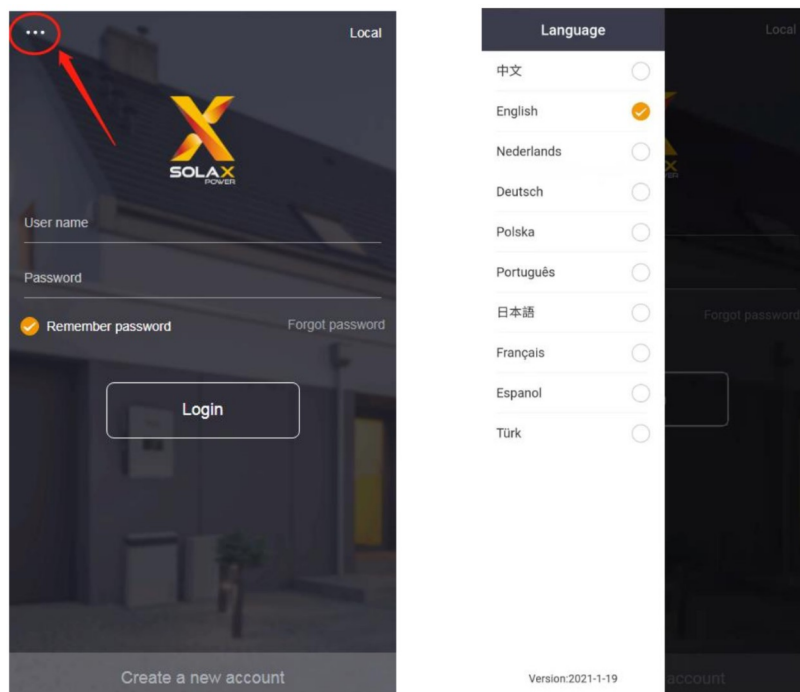 ...
Local
SOLAX
POWER
User name
Password
Remember password
Forgot password
Login
Create a new account
Language
中文
English
Nederlands
Deutsch
Polska
Português
日本語
Français
Espanol
Türk
Version:2021-1-19
Local
Forgot password
account